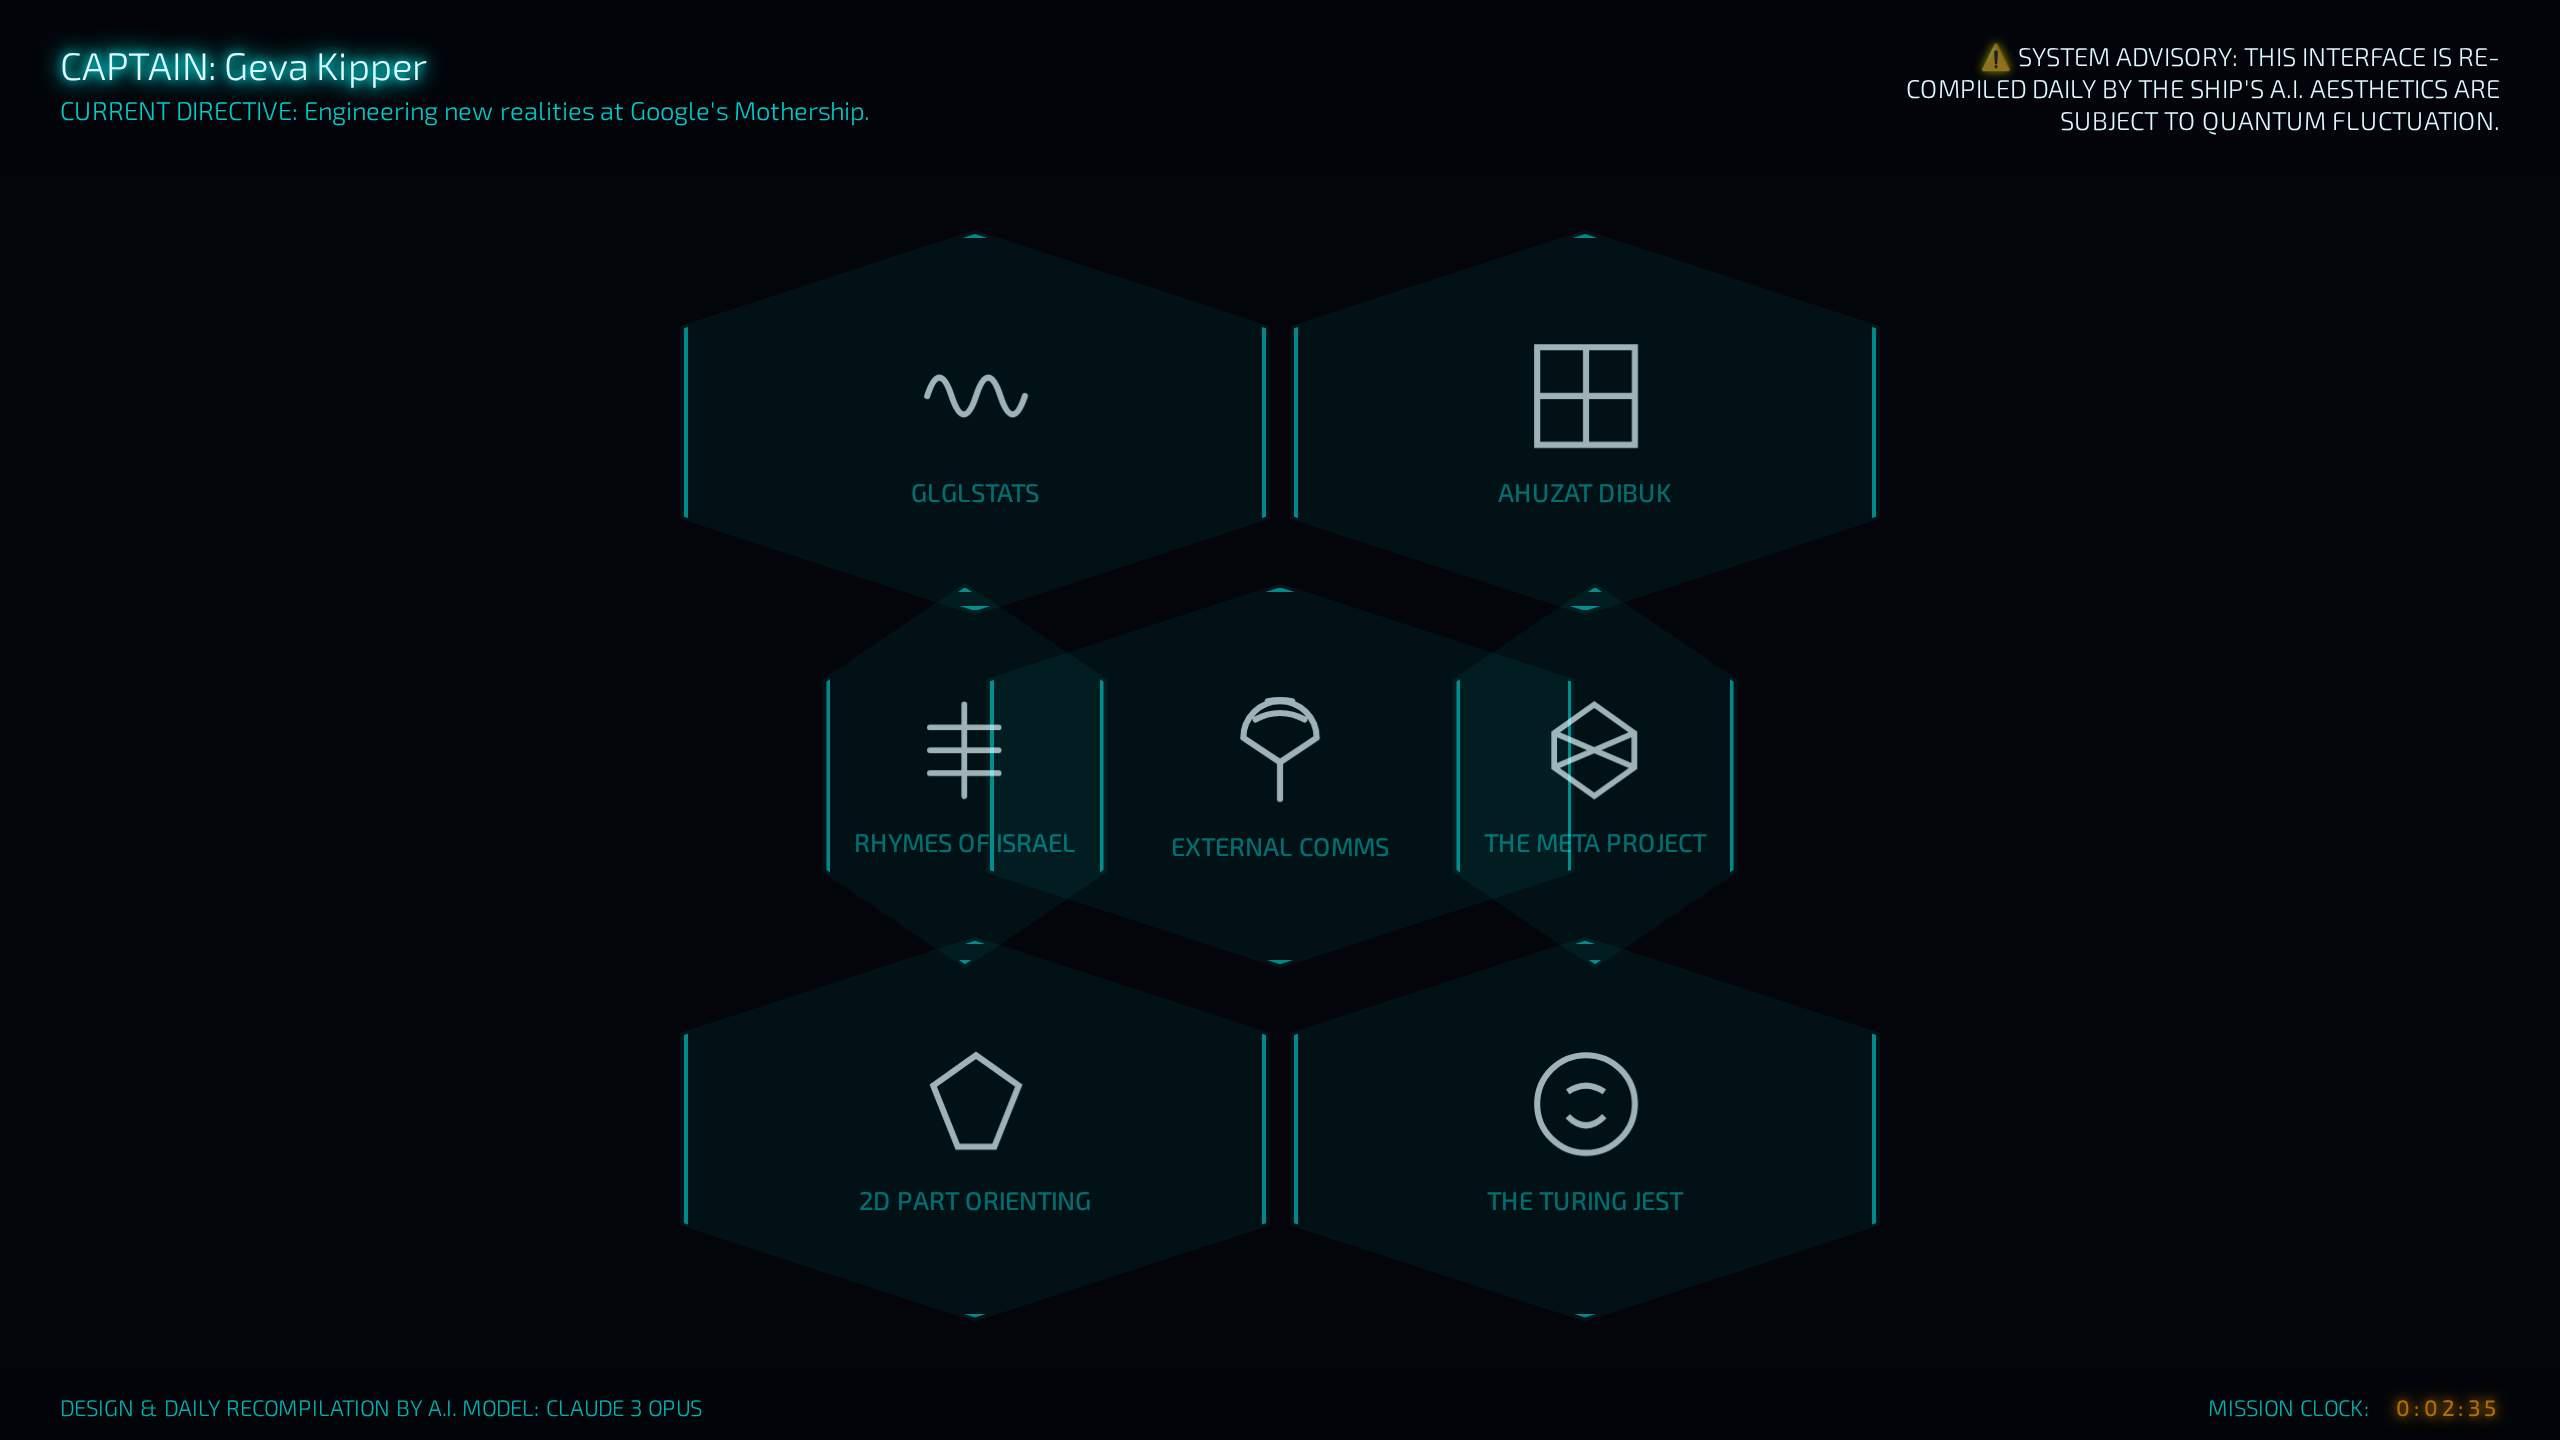 CAPTAIN: Geva Kipper
CURRENT DIRECTIVE: Engineering new realities at Google's Mothership.
⚠ SYSTEM ADVISORY: THIS INTERFACE IS RE-
COMPILED DAILY BY THE SHIP'S A.I. AESTHETICS ARE
SUBJECT TO QUANTUM FLUCTUATION.
GLGLSTATS
AHUZAT DIBUK
RHYMES OF ISRAEL
EXTERNAL COMMS
THE META PROJECT
2D PART ORIENTING
THE TURING JEST
DESIGN & DAILY RECOMPILATION BY A.I. MODEL: CLAUDE 3 OPUS
MISSION CLOCK: 0:02:35